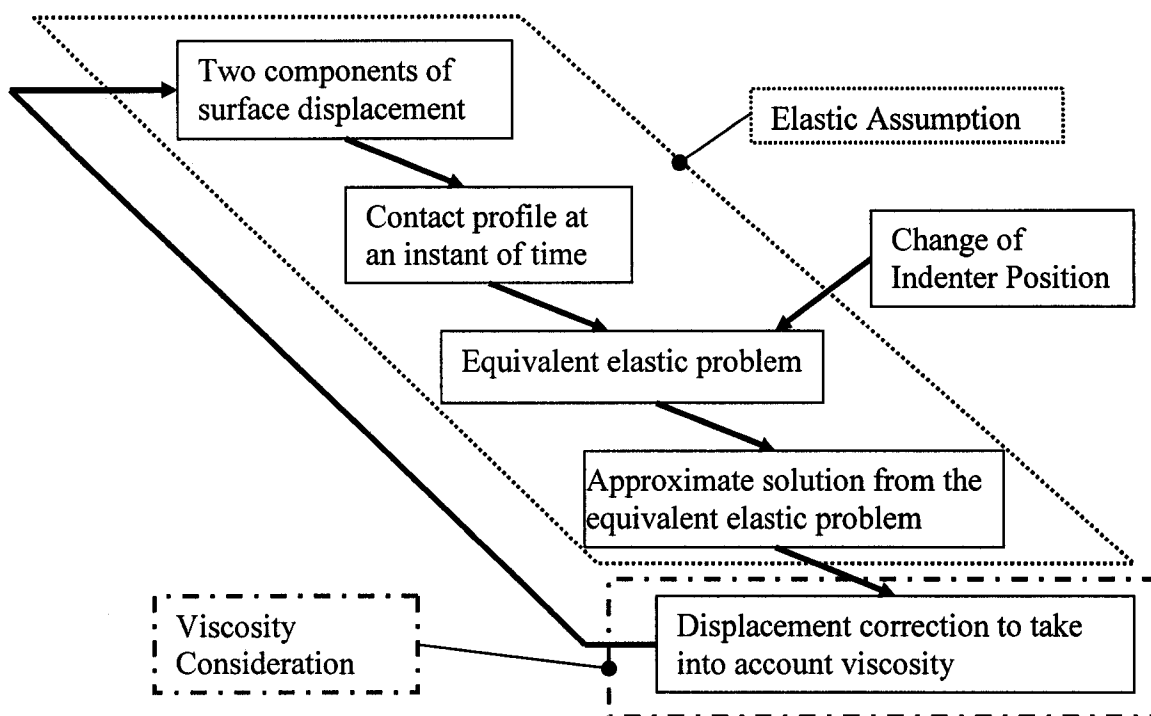 Two components of
surface displacement
Elastic Assumption
Contact profile at
an instant of time
Change of
Indenter Position
Equivalent elastic problem
Approximate solution from the
equivalent elastic problem
Viscosity
Consideration
Displacement correction to take
into account viscosity